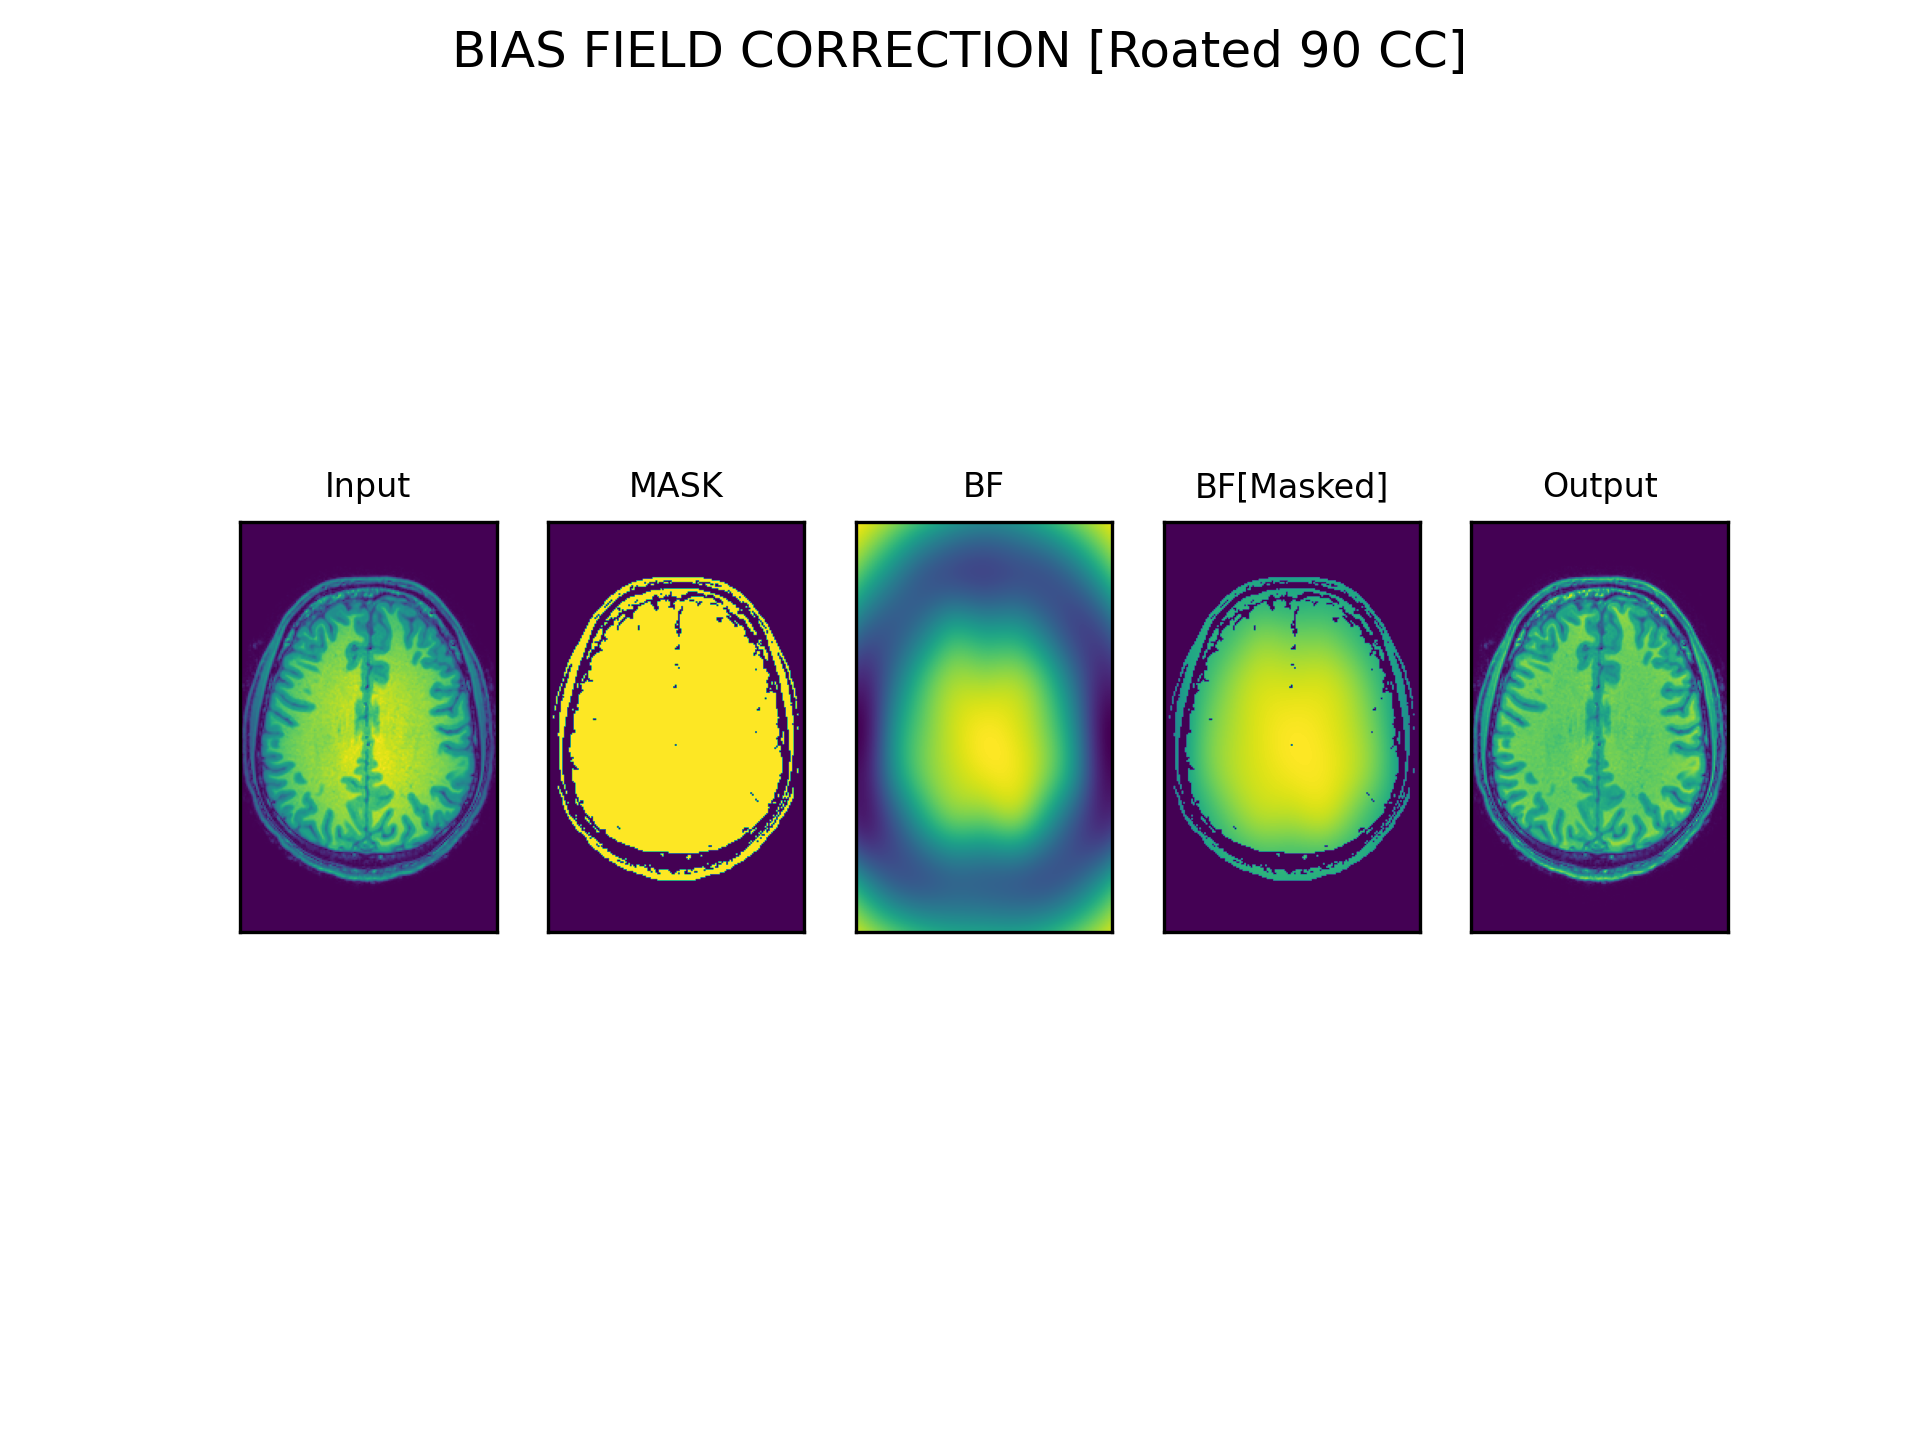 BIAS FIELD CORRECTION [Roated 90 CC]
Input
MASK
BF
BF[Masked]
Output